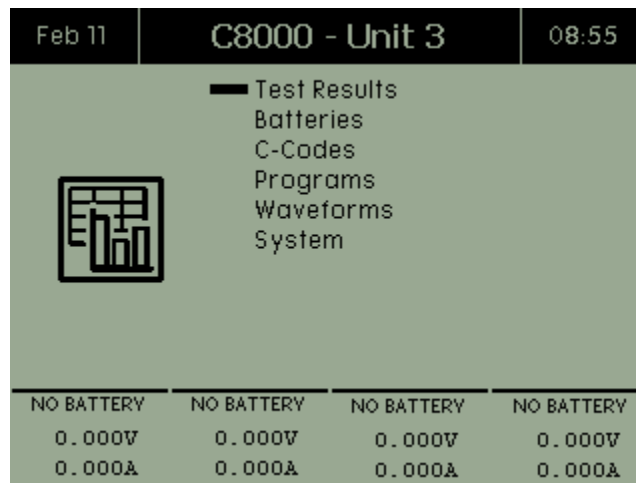 Feb 11 C8000 - Unit 3 08:55
Test Results
Batteries
C-Codes
Programs
Waveforms
System
NO BATTERY NO BATTERY NO BATTERY NO BATTERY
0.000V 0.000V 0.000V 0.000V
0.000A 0.000A 0.000A 0.000A